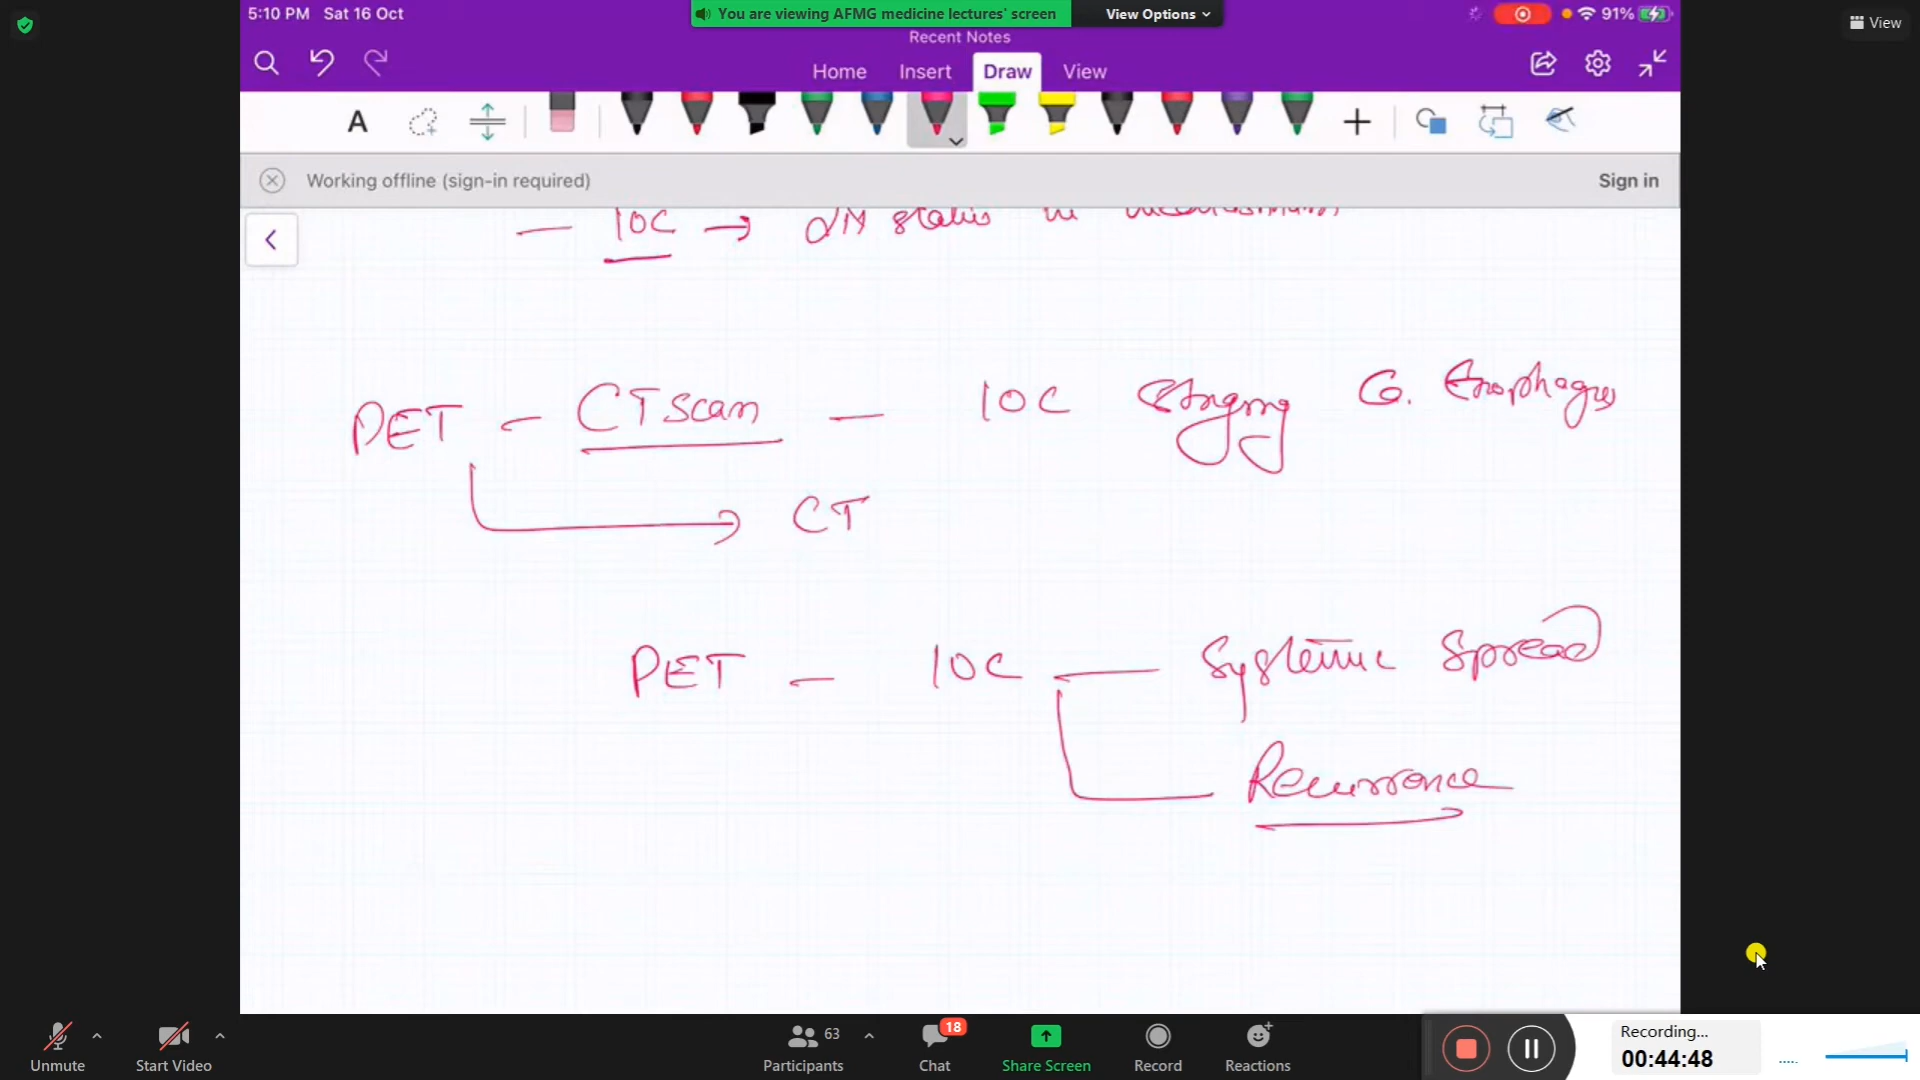 5:10 PM Sat 16 Oct
You are viewing AFMG medicine lectures' screen View Options
91%
View
Recent Notes
Home Insert Draw View
A
Working offline (sign-in required) Sign in
— IOC → LN status in
PET - CT scan — IOC Staging Ca. Esophagus
CT
PET - IOC — Systemic Spread
Recurrence
Unmute
Start Video
63
Participants
18
Chat
Share Screen
Record
Reactions
Recording...
00:44:48